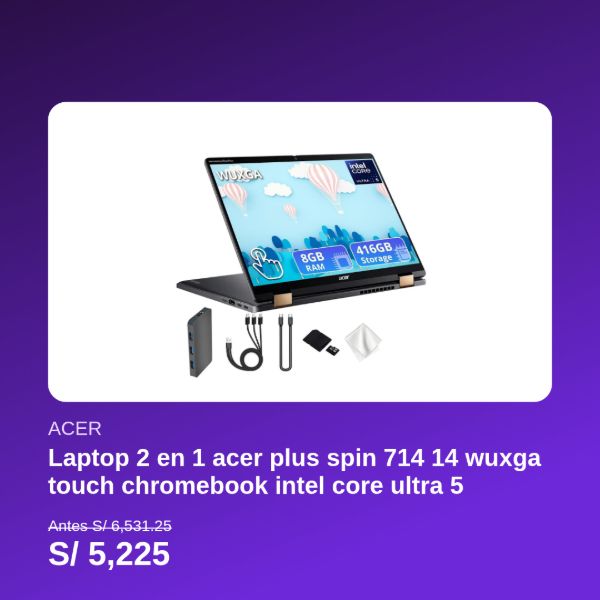 WUXGA
intel
CORE
8GB
RAM
416GB
Storage
acer
ACER
Laptop 2 en 1 acer plus spin 714 14 wuxga
touch chromebook intel core ultra 5
Antes S/ 6,531.25
S/ 5,225